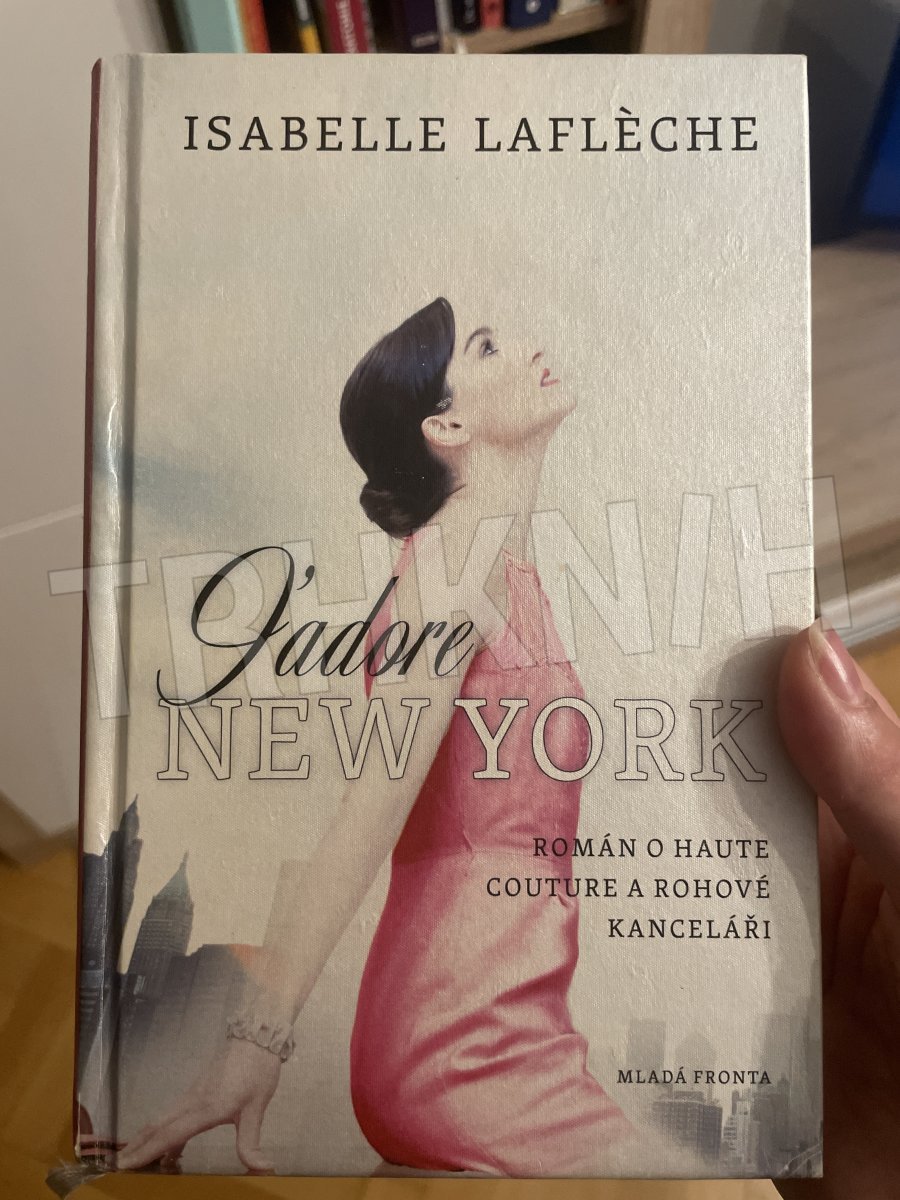 ISABELLE LAFLÈCHE
J'adore
NEW YORK
ROMÁN O HAUTE
COUTURE A ROHOVÉ
KANCELÁŘI
MLADÁ FRONTA
TRHKNIH